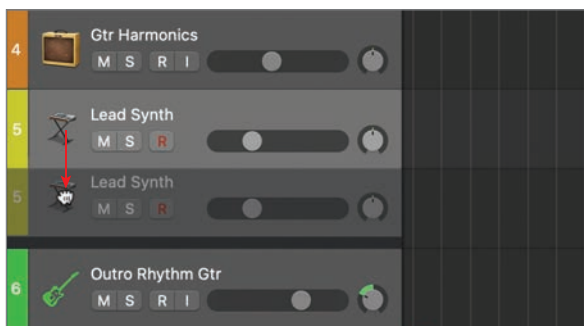 4
Gtr Harmonics
M S R I
5
Lead Synth
M S R
5
Lead Synth
M S R
6
Outro Rhythm Gtr
M S R I